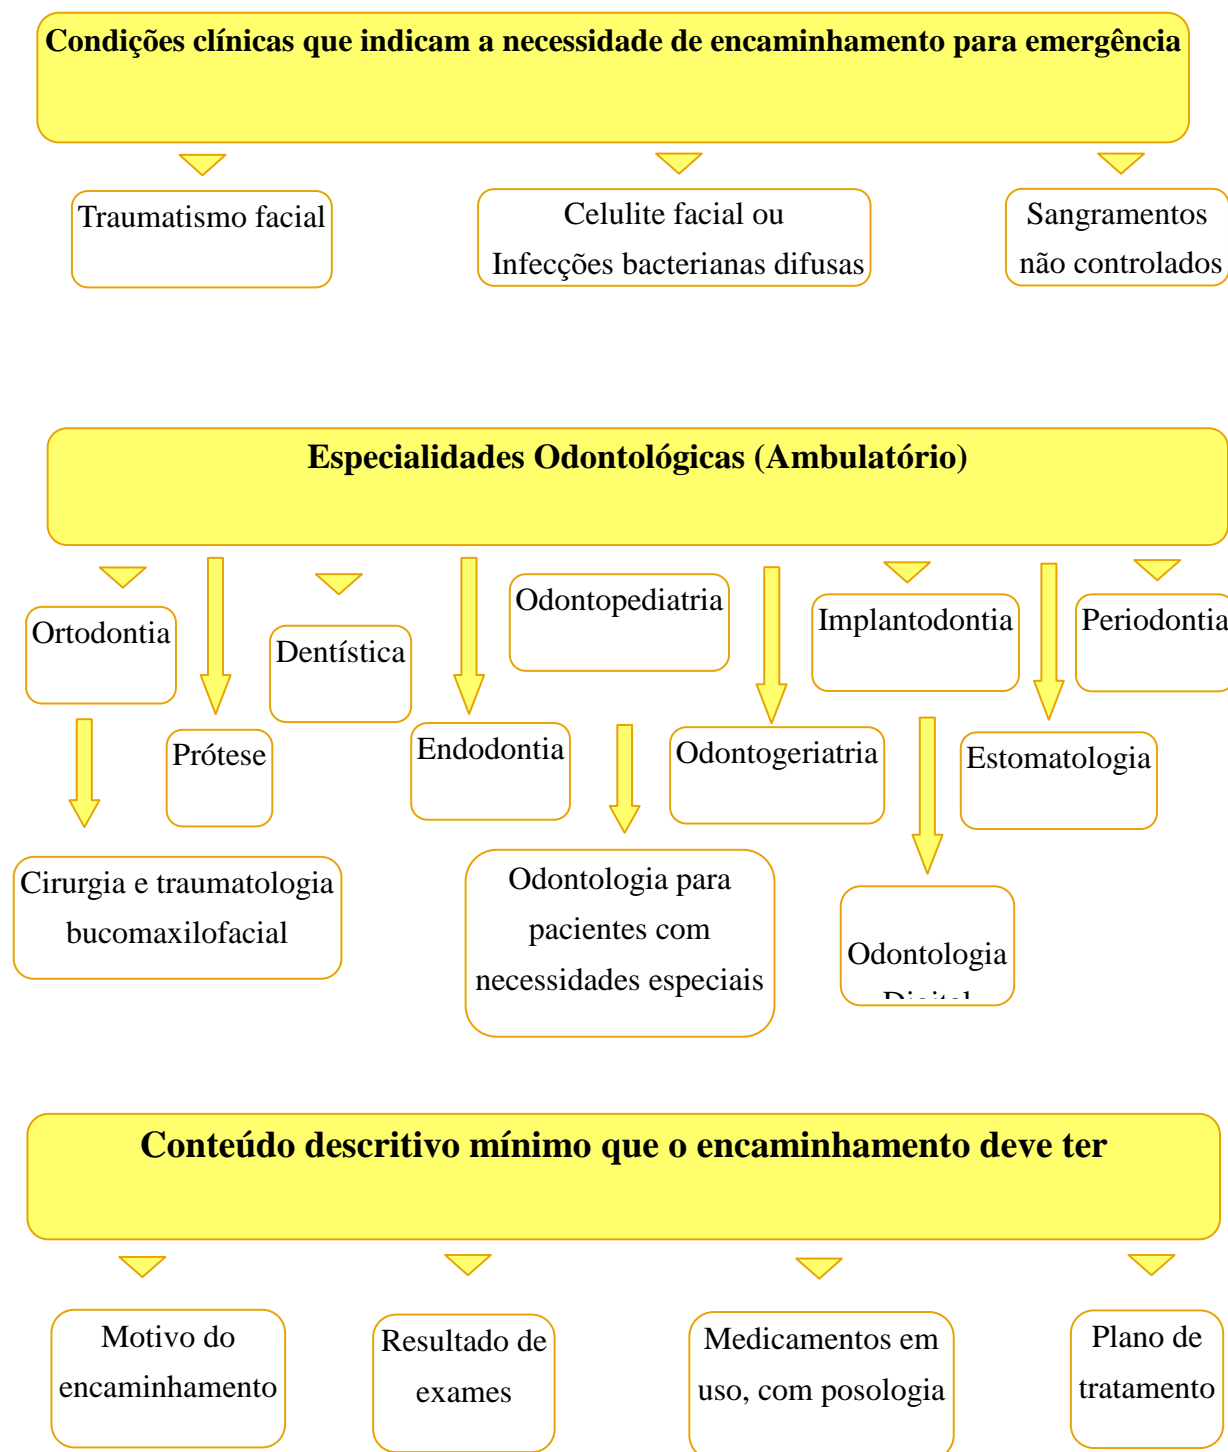 Condições clínicas que indicam a necessidade de encaminhamento para emergência
Traumatismo facial
Celulite facial ou
Infecções bacterianas difusas
Sangramentos
não controlados
Especialidades Odontológicas (Ambulatório)
Ortodontia
Prótese
Dentística
Endodontia
Odontopediatria
Odontogeriatria
Implantodontia
Estomatologia
Periodontia
Cirurgia e traumatologia
bucomaxilofacial
Odontologia para
pacientes com
necessidades especiais
Odontologia
Digital
Conteúdo descritivo mínimo que o encaminhamento deve ter
Motivo do
encaminhamento
Resultado de
exames
Medicamentos em
uso, com posologia
Plano de
tratamento